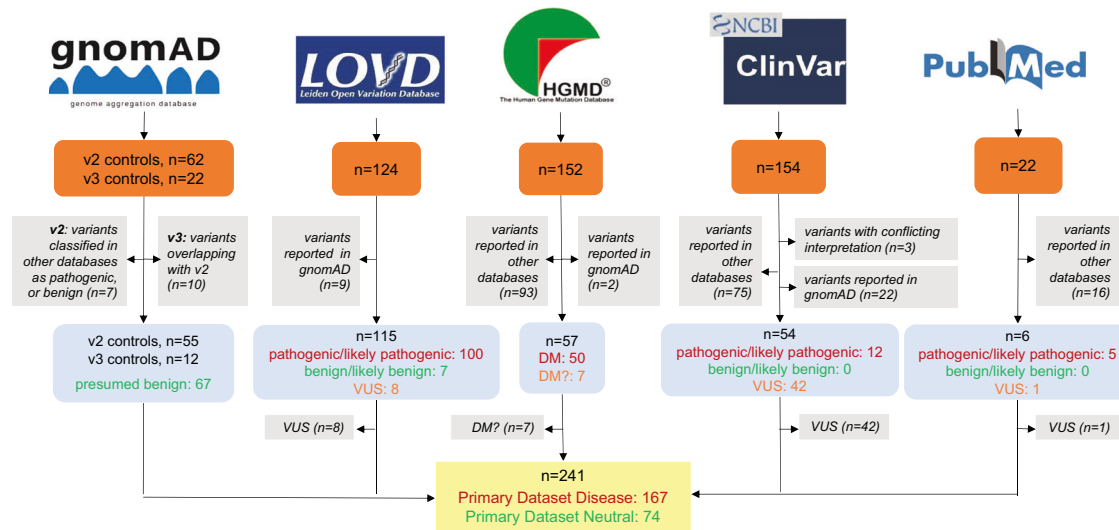 gnomAD
genome aggregation database
LOVD
Leiden Open Variation Database
HGMD®
The Human Gene Mutation Database
NCBI
ClinVar
PubMed
v2 controls, n=62
v3 controls, n=22
n=124
n=152
n=154
n=22
v2: variants
classified in
other databases
as pathogenic,
or benign (n=7)
v3: variants
overlapping
with v2
(n=10)
variants
reported in
gnomAD
(n=9)
variants
reported in
other
databases
(n=93)
variants
reported in
gnomAD
(n=2)
variants
reported in
other
databases
(n=75)
variants with conflicting
interpretation (n=3)
variants reported in
gnomAD (n=22)
variants
reported in
other
databases
(n=16)
v2 controls, n=55
v3 controls, n=12
presumed benign: 67
n=115
pathogenic/likely pathogenic: 100
benign/likely benign: 7
VUS: 8
n=57
DM: 50
DM?: 7
n=54
pathogenic/likely pathogenic: 12
benign/likely benign: 0
VUS: 42
n=6
pathogenic/likely pathogenic: 5
benign/likely benign: 0
VUS: 1
VUS (n=8)
DM? (n=7)
VUS (n=42)
VUS (n=1)
n=241
Primary Dataset Disease: 167
Primary Dataset Neutral: 74